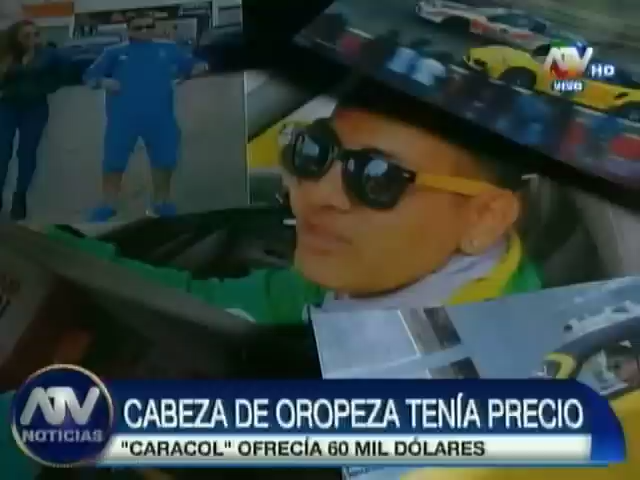 ATV HD
VIVO
ATV
NOTICIAS
CABEZA DE OROPEZA TENÍA PRECIO
"CARACOL" OFRECÍA 60 MIL DÓLARES